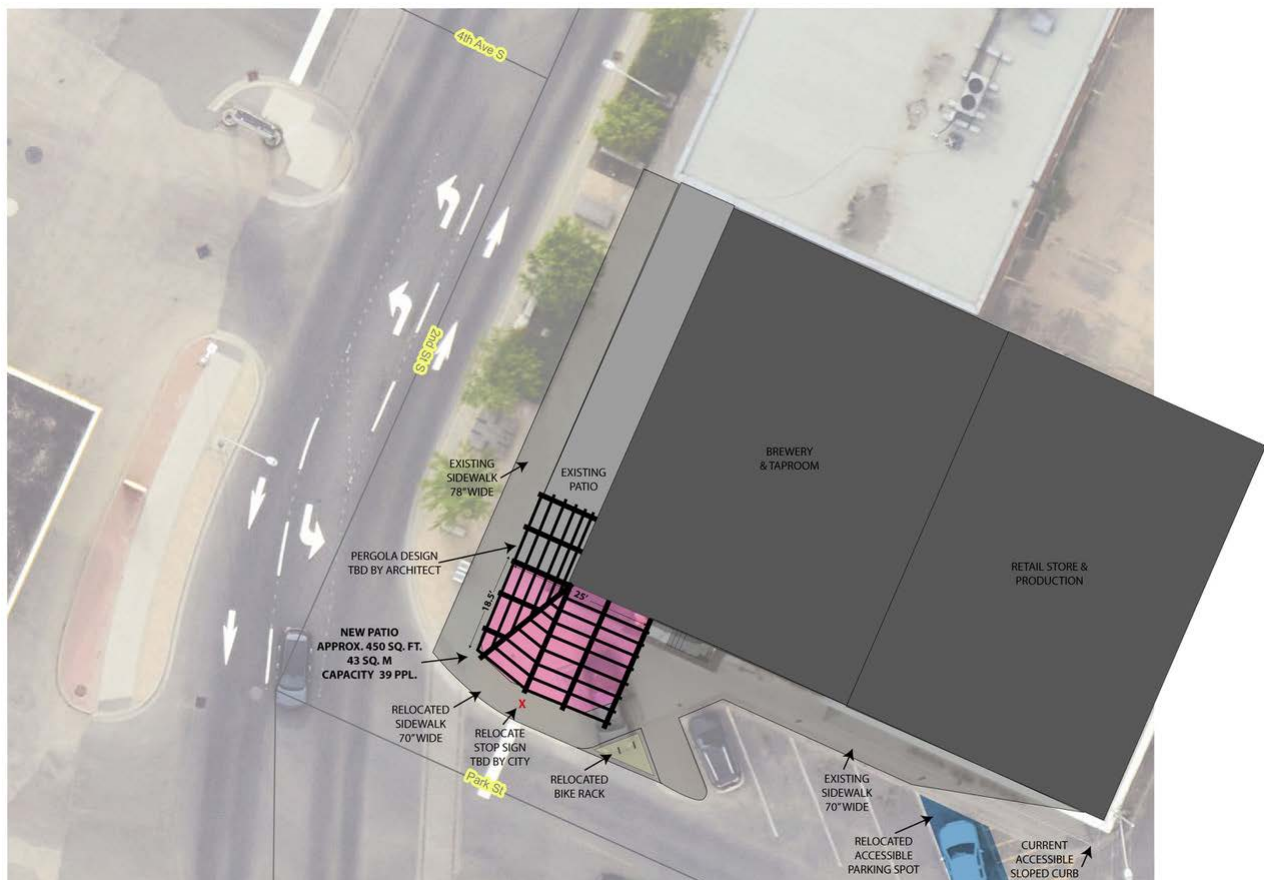 4th Ave S
2nd St S
BREWERY
& TAPROOM
EXISTING
SIDEWALK
78" WIDE
EXISTING
PATIO
PERGOLA DESIGN
TBD BY ARCHITECT
RETAIL STORE &
PRODUCTION
18.5'
25'
NEW PATIO
APPROX. 450 SQ. FT.
43 SQ. M
CAPACITY 39 PPL.
X
RELOCATED
SIDEWALK
70" WIDE
RELOCATE
STOP SIGN
TBD BY CITY
Park St
RELOCATED
BIKE RACK
EXISTING
SIDEWALK
70" WIDE
RELOCATED
ACCESSIBLE
PARKING SPOT
CURRENT
ACCESSIBLE
SLOPED CURB